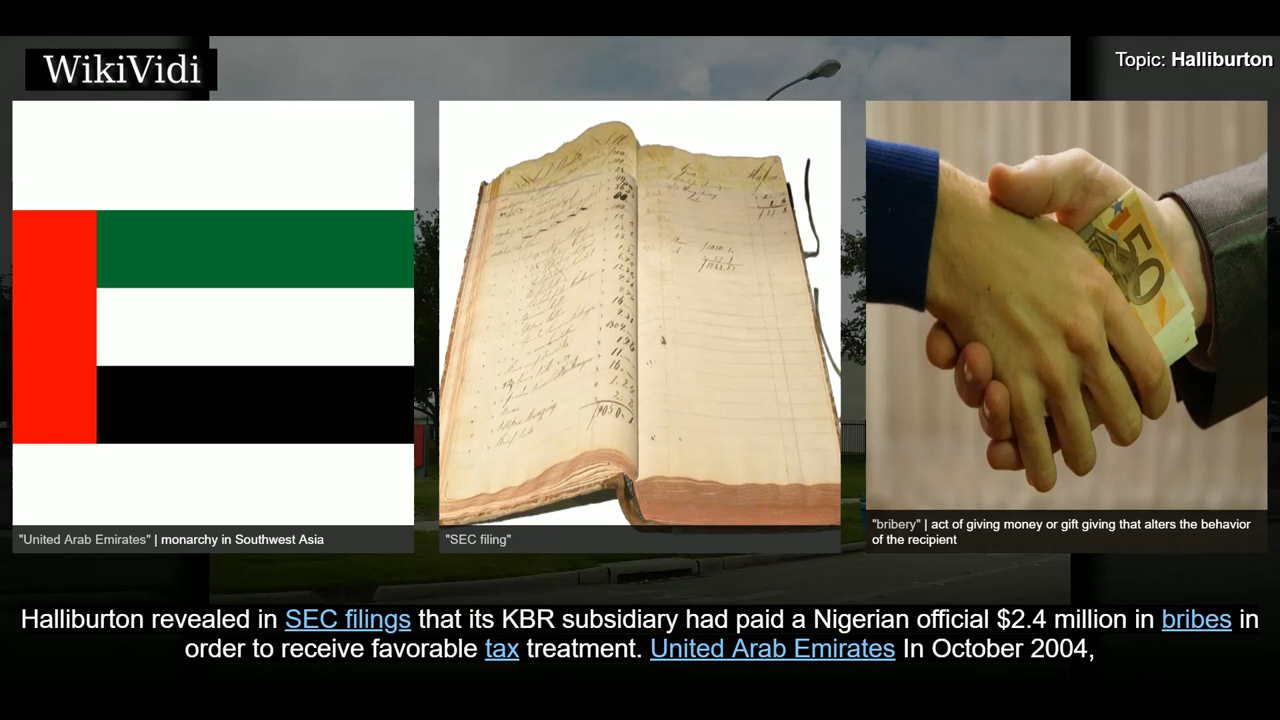 WikiVidi
Topic: Halliburton
"United Arab Emirates" | monarchy in Southwest Asia
"SEC filing"
50
"bribery" | act of giving money or gift giving that alters the behavior
of the recipient
Halliburton revealed in SEC filings that its KBR subsidiary had paid a Nigerian official $2.4 million in bribes in
order to receive favorable tax treatment. United Arab Emirates In October 2004,